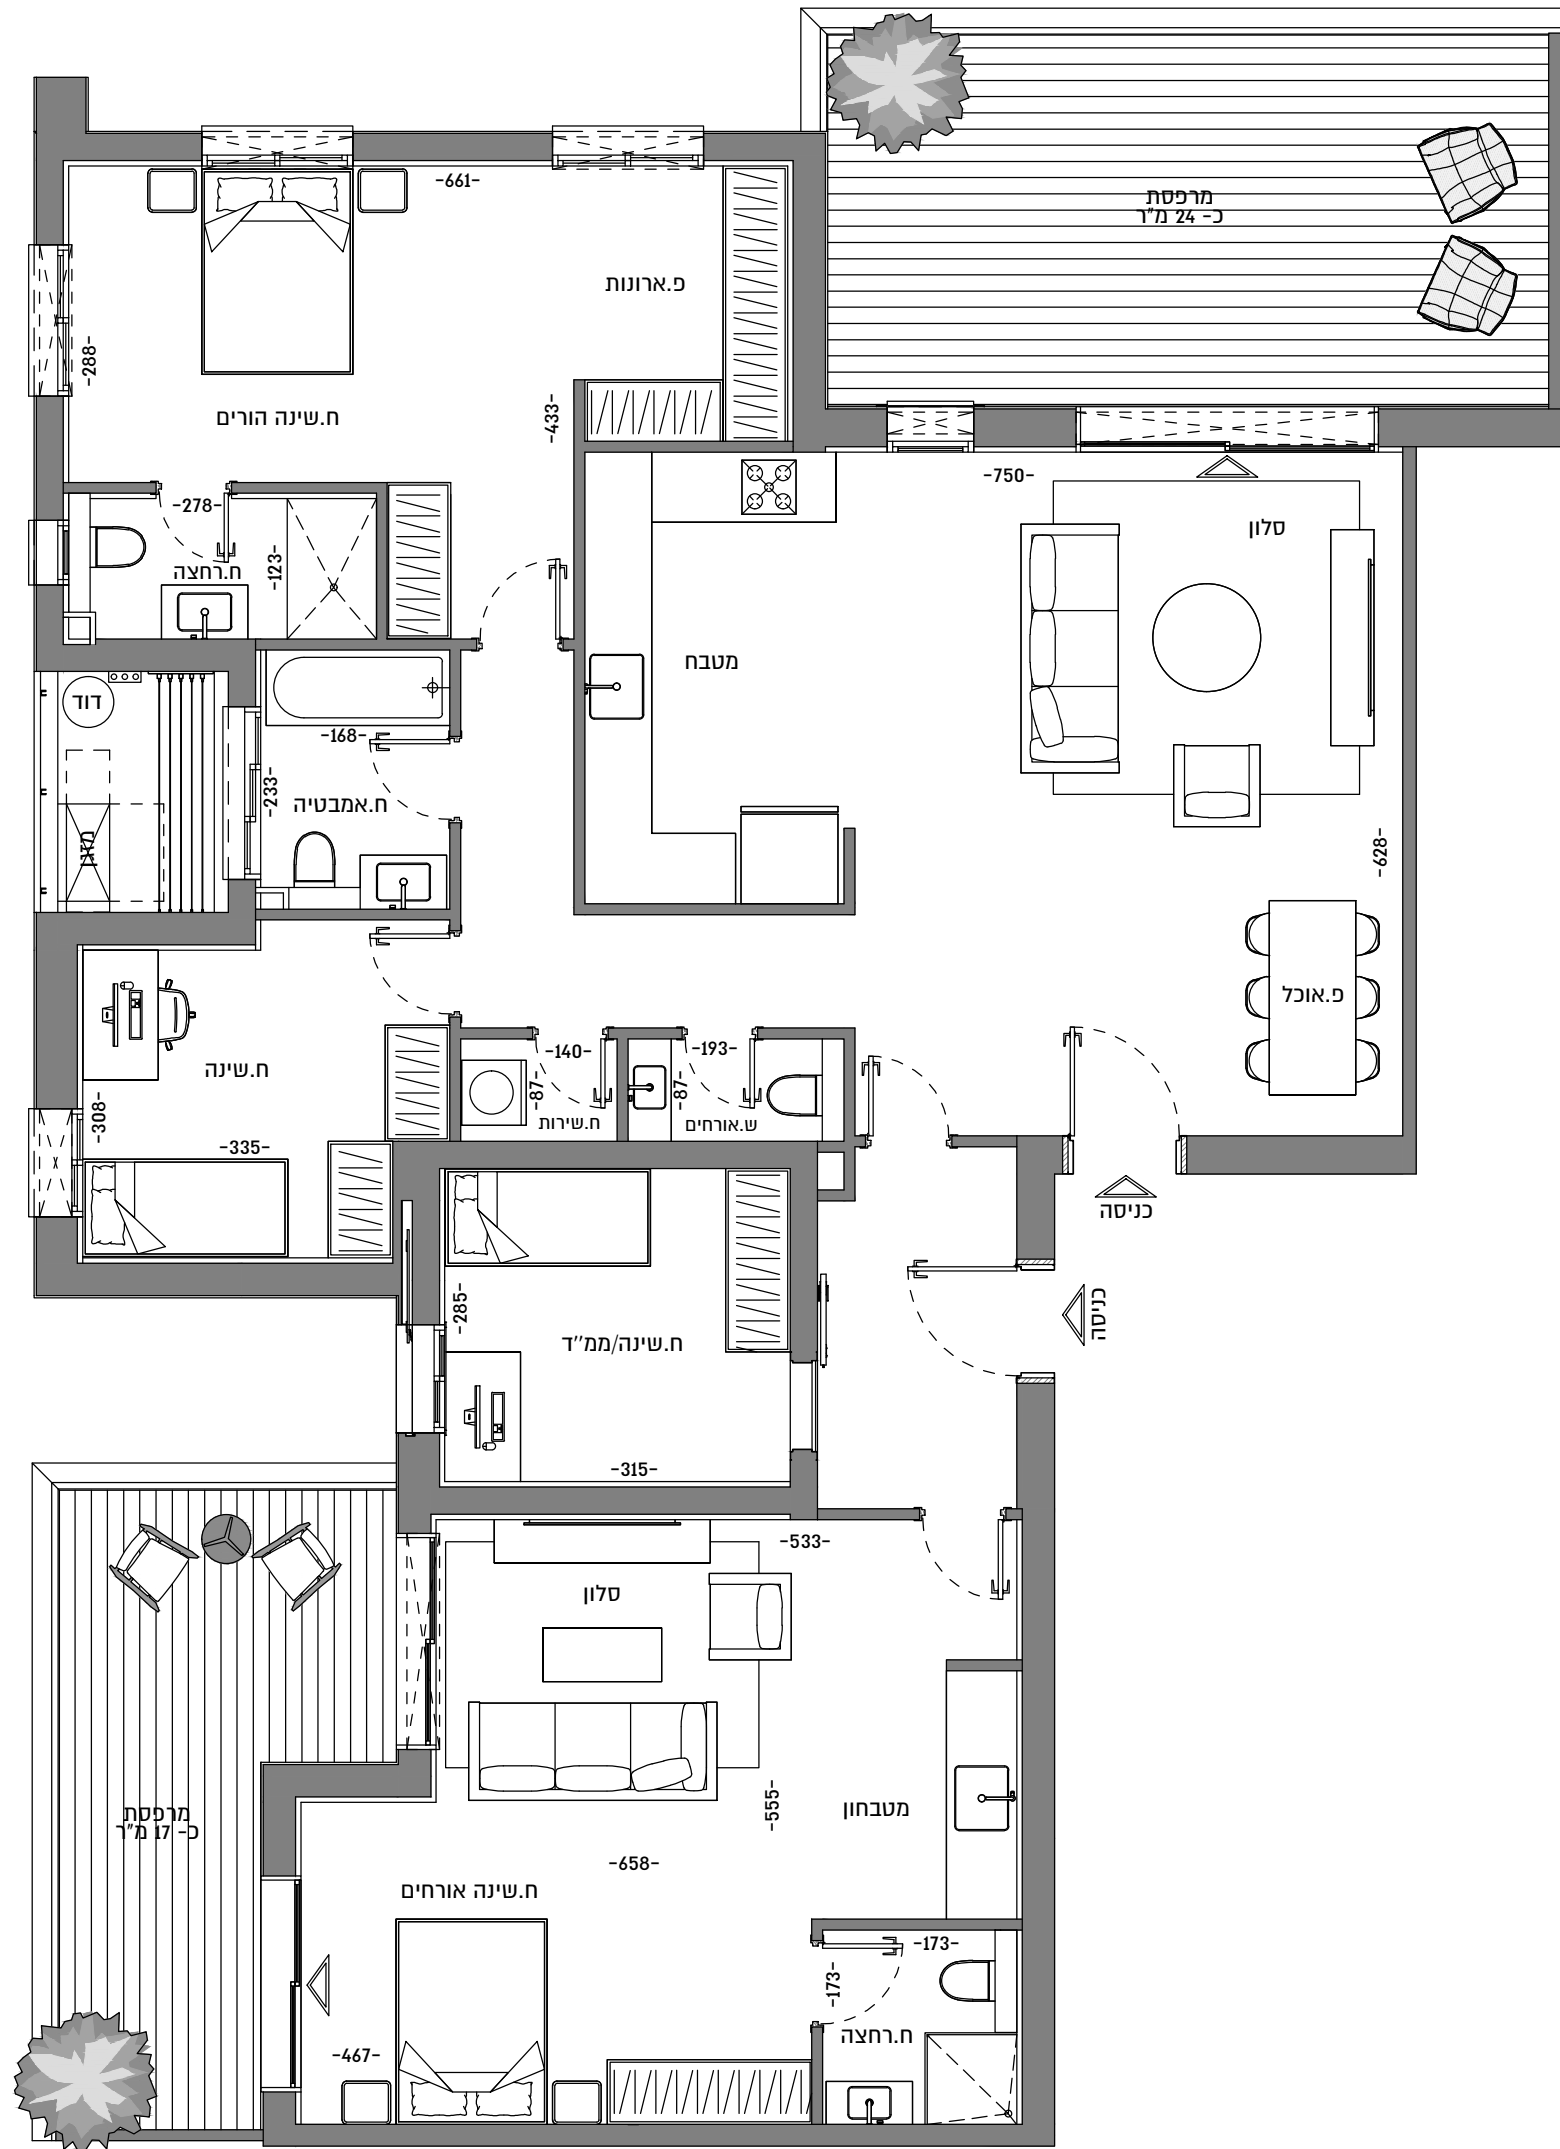 -661-
מרפסת
כ- 24 מ"ר
פ.ארונות
-288-
ח.שינה הורים
-433-
-750-
סלון
-278-
-123-
ח.רחצה
מטבח
דוד
-168-
-233-
ח.אמבטיה
מזגן
-628-
פ.אוכל
ח.שינה
-140-
-87-
ח.שירות
-193-
-87-
ש.אורחים
-308-
-335-
כניסה
כניסה
-285-
ח.שינה/ממ''ד
-315-
-533-
סלון
מרפסת
כ- 17 מ"ר
-555-
מטבחון
-658-
ח.שינה אורחים
-173-
-173-
ח.רחצה
-467-